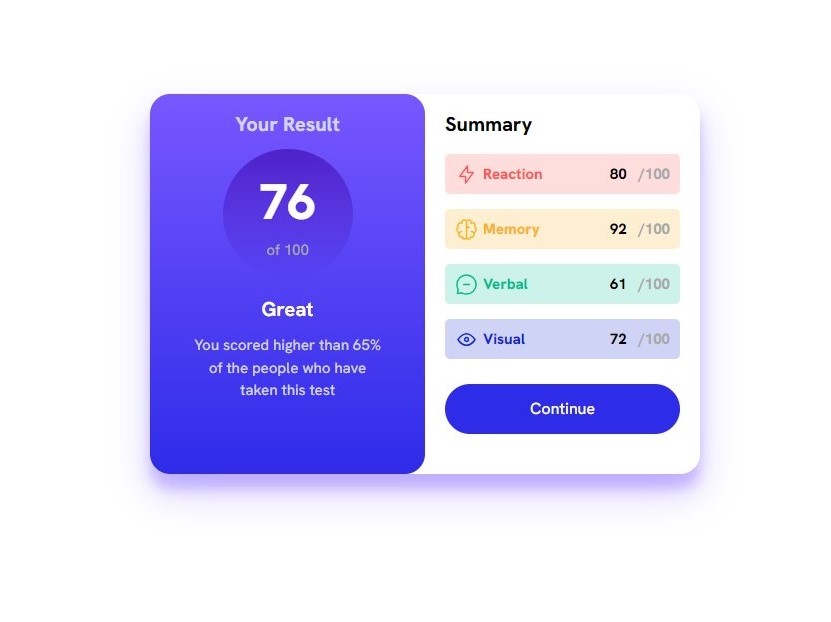 Your Result
76
of 100
Great
You scored higher than 65%
of the people who have
taken this test
Summary
Reaction 80 /100
Memory 92 /100
Verbal 61 /100
Visual 72 /100
Continue